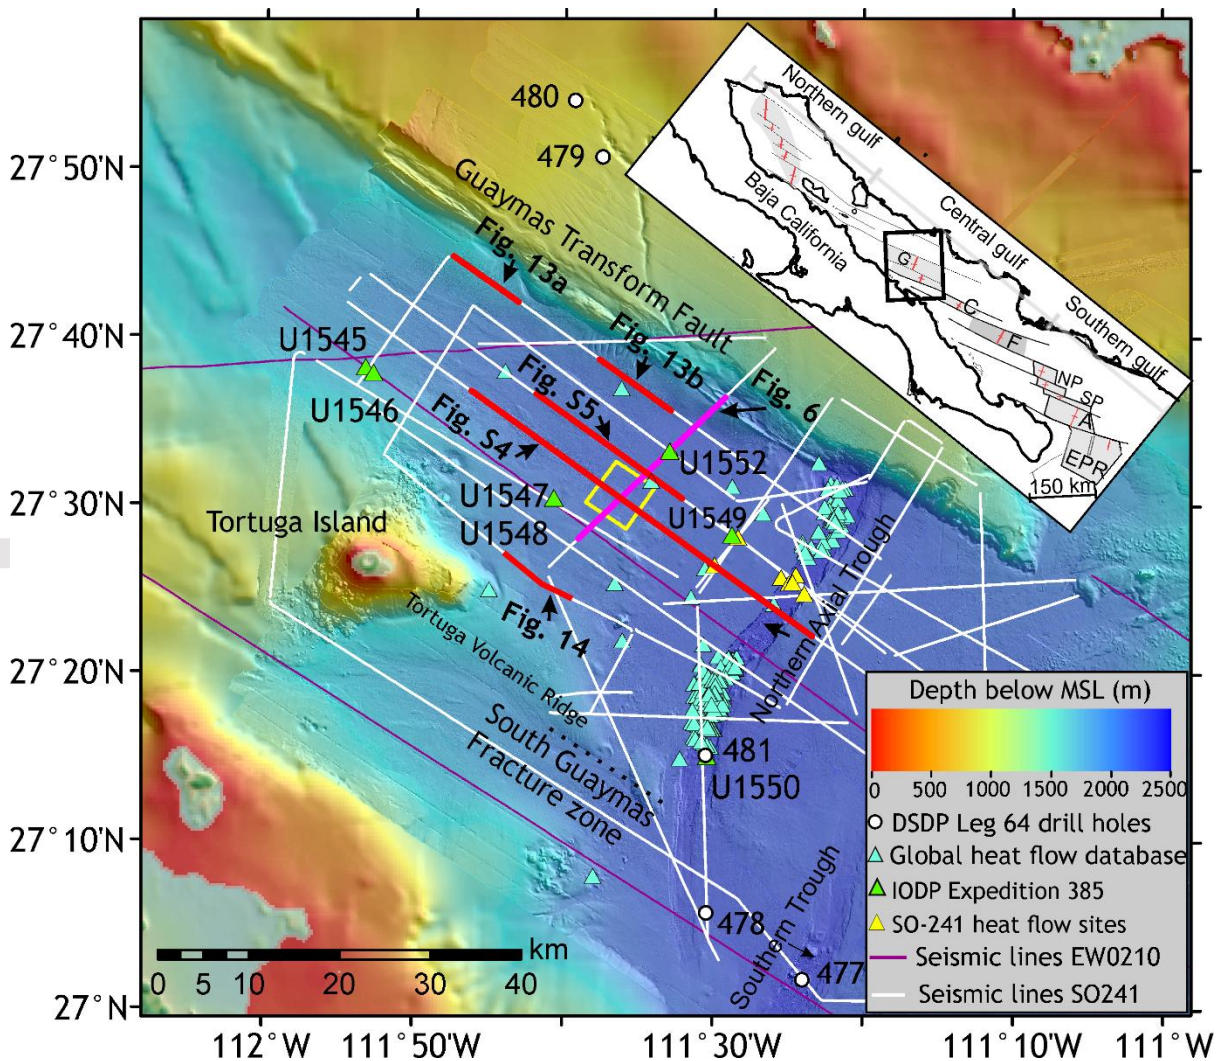 480
479
27°50'N
27°40'N
27°30'N
27°20'N
27°10'N
27°N
112°W
111°50'W
111°30'W
111°10'W
111°W
Northern gulf
Central gulf
Southern gulf
Baja California
G
C
F
NP
SP
A
EPR
150 km
Guaymas Transform Fault
Fig. 13a
Fig. 13b
Fig. S5
Fig. S4
Fig. 6
Fig. 14
U1545
U1546
U1552
U1547
U1548
U1549
Tortuga Island
Tortuga Volcanic Ridge
Northern Axial Trough
South Guaymas
Fracture zone
481
U1550
478
477
Southern Trough
km
0 5 10 20 30 40
Depth below MSL (m)
0 500 1000 1500 2000 2500
DSDP Leg 64 drill holes
Global heat flow database
IODP Expedition 385
SO-241 heat flow sites
Seismic lines EW0210
Seismic lines SO241